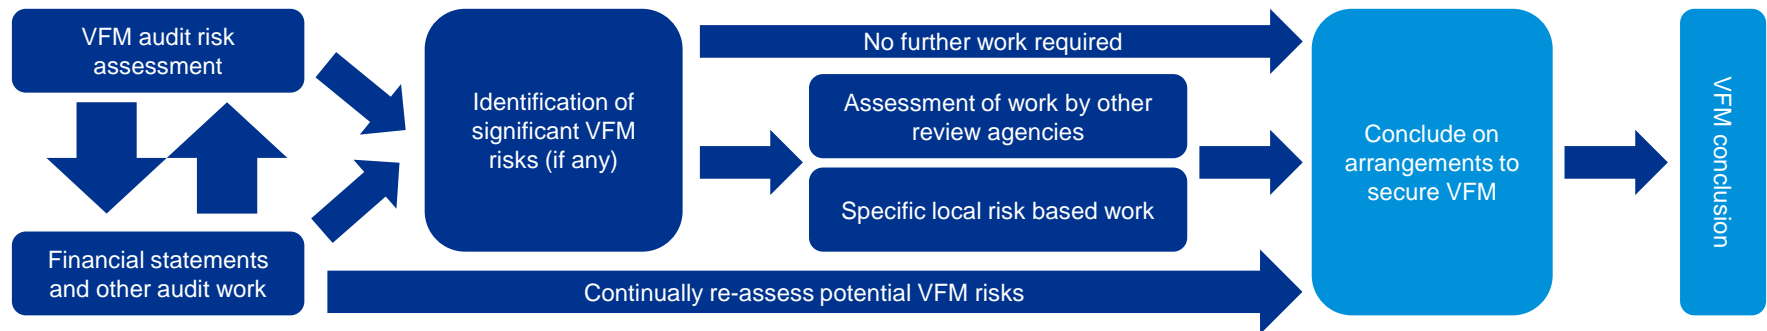 VFM audit risk
assessment
Financial statements
and other audit work
Identification of
significant VFM
risks (if any)
No further work required
Assessment of work by other
review agencies
Specific local risk based work
Continually re-assess potential VFM risks
Conclude on
arrangements to
secure VFM
VFM conclusion